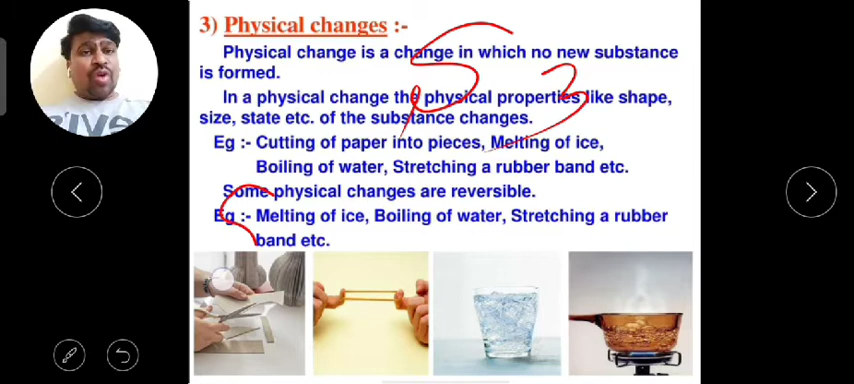 3) Physical changes :-
Physical change is a change in which no new substance
is formed.
In a physical change the physical properties like shape,
size, state etc. of the substance changes.
Eg :- Cutting of paper into pieces, Melting of ice,
Boiling of water, Stretching a rubber band etc.
Some physical changes are reversible.
Eg :- Melting of ice, Boiling of water, Stretching a rubber
band etc.